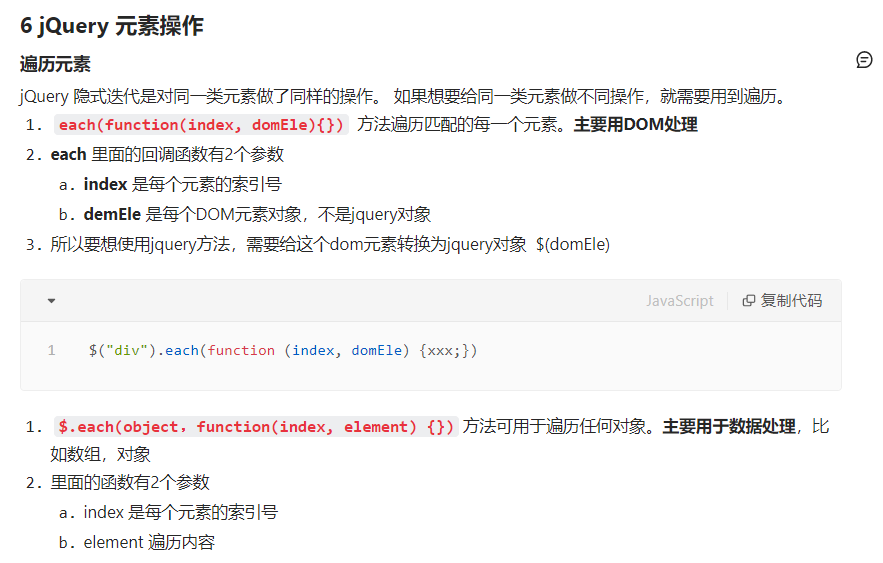 6 jQuery 元素操作
遍历元素
jQuery 隐式迭代是对同一类元素做了同样的操作。 如果想要给同一类元素做不同操作，就需要用到遍历。
1. each(function(index, domEle){}) 方法遍历匹配的每一个元素。主要用DOM处理
2. each 里面的回调函数有2个参数
a. index 是每个元素的索引号
b. demEle 是每个DOM元素对象，不是jquery对象
3. 所以要想使用jquery方法，需要给这个dom元素转换为jquery对象 $(domEle)
JavaScript 复制代码
1 $("div").each(function (index, domEle) {xxx;})
1. $.each(object，function(index, element) {}) 方法可用于遍历任何对象。主要用于数据处理，比
如数组，对象
2. 里面的函数有2个参数
a. index 是每个元素的索引号
b. element 遍历内容